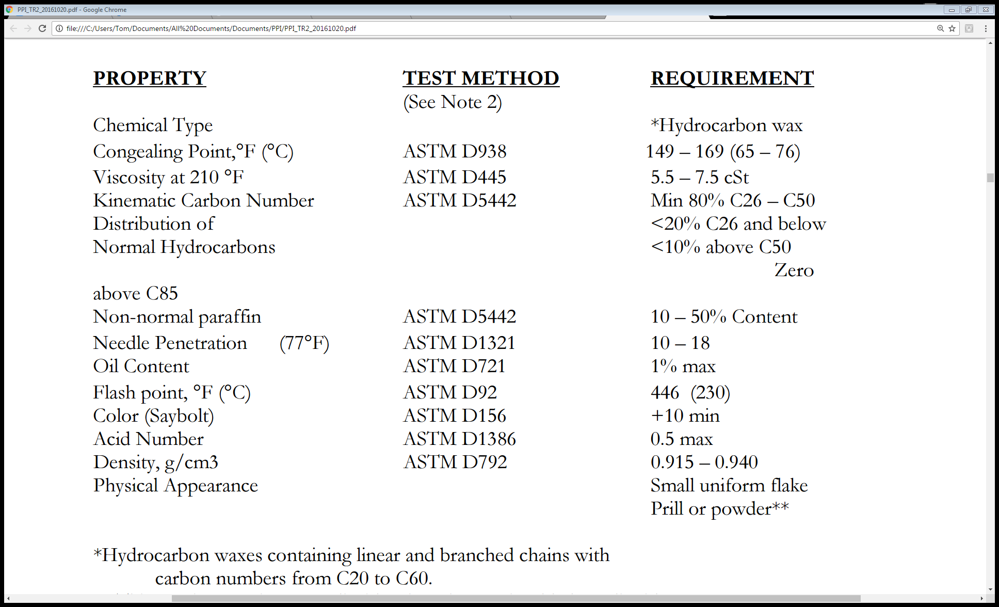 PPI_TR2_20161020.pdf - Google Chrome
file:///C:/Users/Tom/Documents/All%20Documents/Documents/PPI/PPI_TR2_20161020.pdf
PROPERTY TEST METHOD REQUIREMENT
(See Note 2)
Chemical Type *Hydrocarbon wax
Congealing Point,°F (°C) ASTM D938 149 – 169 (65 – 76)
Viscosity at 210 °F ASTM D445 5.5 – 7.5 cSt
Kinematic Carbon Number ASTM D5442 Min 80% C26 – C50
Distribution of <20% C26 and below
Normal Hydrocarbons <10% above C50
Zero
above C85
Non-normal paraffin ASTM D5442 10 – 50% Content
Needle Penetration (77°F) ASTM D1321 10 – 18
Oil Content ASTM D721 1% max
Flash point, °F (°C) ASTM D92 446 (230)
Color (Saybolt) ASTM D156 +10 min
Acid Number ASTM D1386 0.5 max
Density, g/cm3 ASTM D792 0.915 – 0.940
Physical Appearance Small uniform flake
Prill or powder**
*Hydrocarbon waxes containing linear and branched chains with
carbon numbers from C20 to C60.